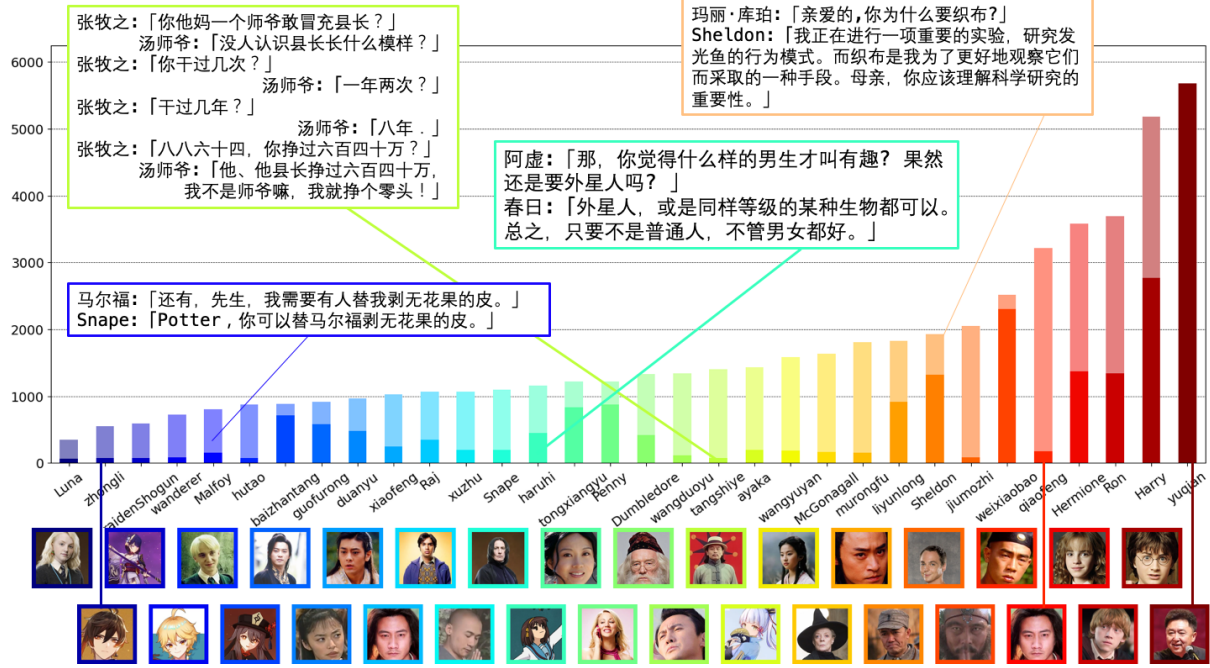 张牧之:「你他妈一个师爷敢冒充县长？」
汤师爷:「没人认识县长长什么模样？」
张牧之:「你干过几次？」
汤师爷:「一年两次？」
张牧之:「干过几年？」
汤师爷:「八年．」
张牧之:「八八六十四，你挣过六百四十万？」
汤师爷:「他、他县长挣过六百四十万，
我不是师爷嘛，我就挣个零头！」
玛丽·库珀:「亲爱的,你为什么要织布?」
Sheldon:「我正在进行一项重要的实验，研究发
光鱼的行为模式。而织布是我为了更好地观察它们
而采取的一种手段。母亲，你应该理解科学研究的
重要性。」
阿虚:「那，你觉得什么样的男生才叫有趣? 果然
还是要外星人吗? 」
春日:「外星人，或是同样等级的某种生物都可以。
总之，只要不是普通人，不管男女都好。」
马尔福:「还有，先生，我需要有人替我剥无花果的皮。」
Snape:「Potter，你可以替马尔福剥无花果的皮。」
6000
5000
4000
3000
2000
1000
0
Luna
zhongli
raidenShogun
wanderer
Malfoy
hutao
baizhantang
guofurong
duanyu
xiaofeng
Raj
xuzhu
Snape
haruhi
tongxiangyu
Penny
Dumbledore
wangduoyu
tangshiye
ayaka
wangyuyan
McGonagall
murongfu
liyunlong
Sheldon
jiumozhi
weixiaobao
qiaofeng
Hermione
Ron
Harry
yuqian